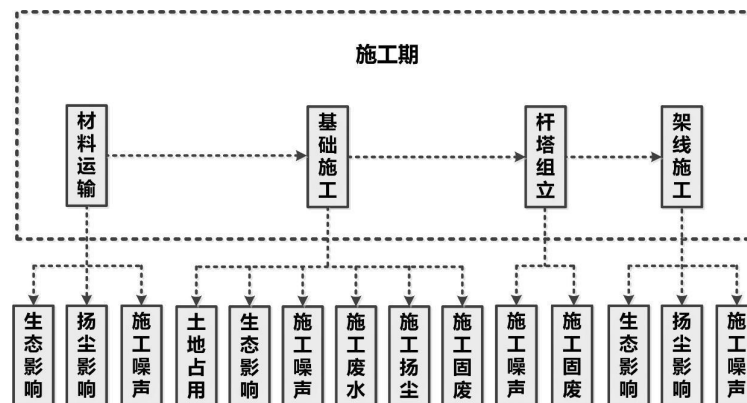 施工期
材料运输
基础施工
杆塔组立
架线施工
生态影响
扬尘影响
施工噪声
土地占用
生态影响
施工噪声
施工废水
施工扬尘
施工固废
施工噪声
施工固废
生态影响
扬尘影响
施工噪声